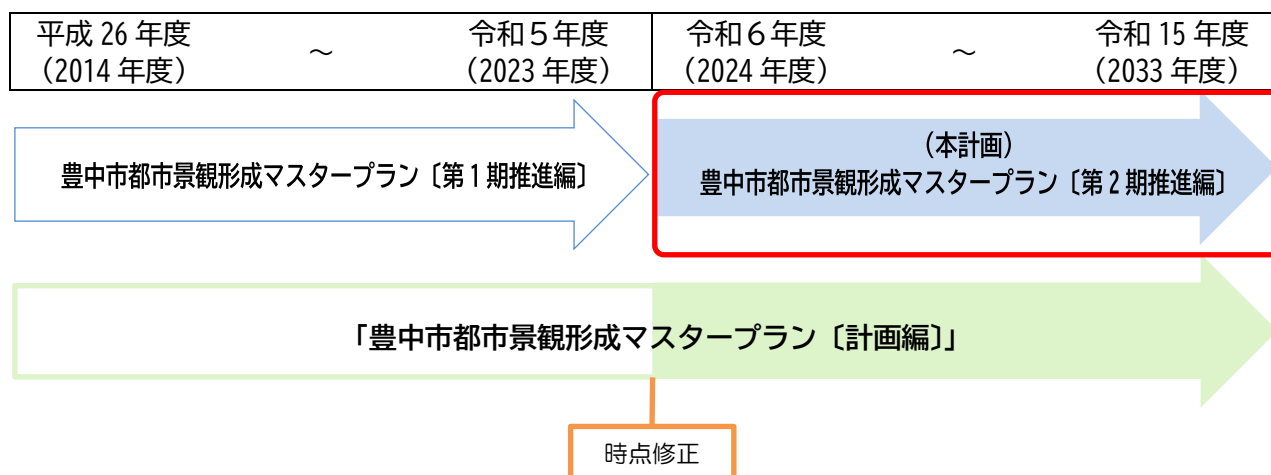 平成 26 年度 ～ 令和５年度 令和６年度 ～ 令和 15 年度
（2014 年度） （2023 年度） （2024 年度） （2033 年度）
（本計画）
豊中市都市景観形成マスタープラン〔第１期推進編〕
豊中市都市景観形成マスタープラン〔第２期推進編〕
「豊中市都市景観形成マスタープラン〔計画編〕」
時点修正